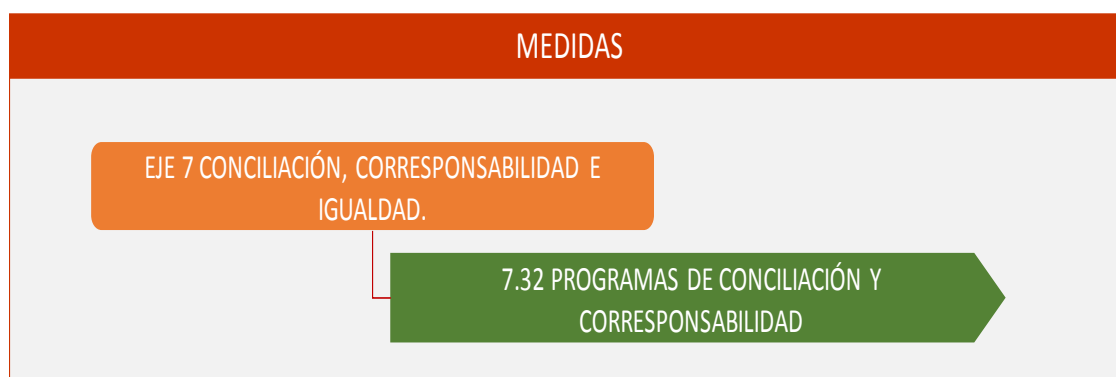 MEDIDAS
EJE 7 CONCILIACIÓN, CORRESPONSABILIDAD E
IGUALDAD.
7.32 PROGRAMAS DE CONCILIACIÓN Y
CORRESPONSABILIDAD